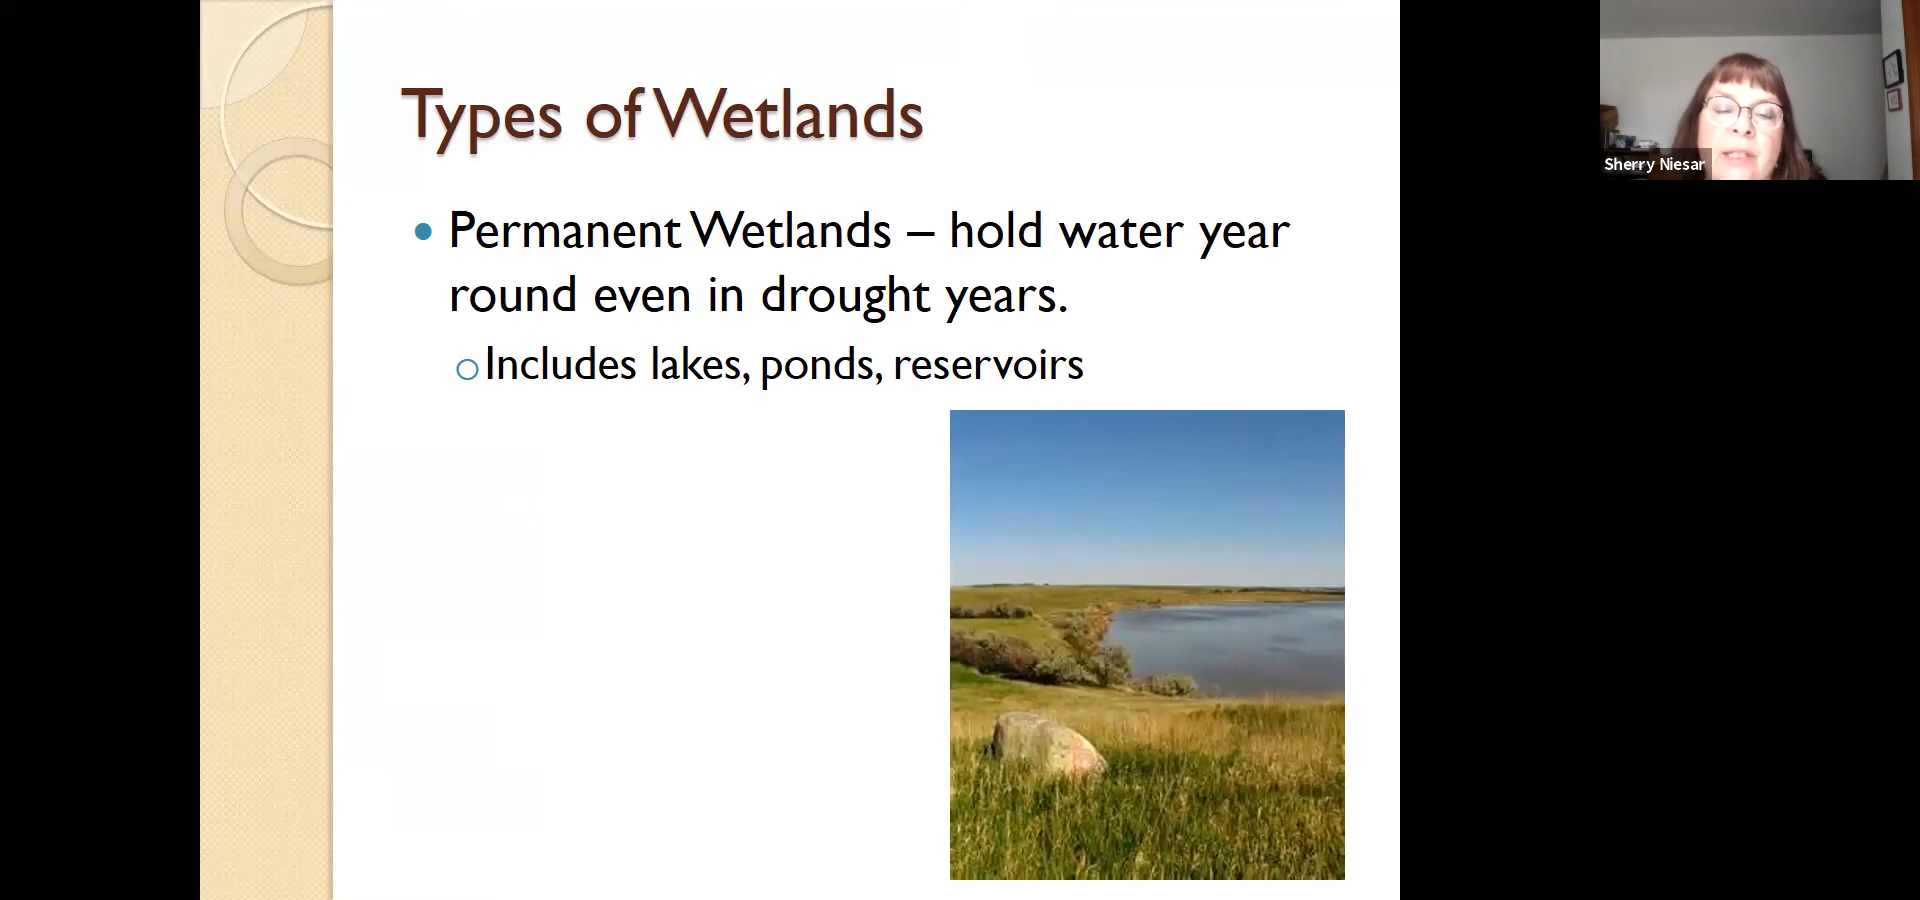 Types of Wetlands
Permanent Wetlands – hold water year
round even in drought years.
Includes lakes, ponds, reservoirs
Sherry Niesar